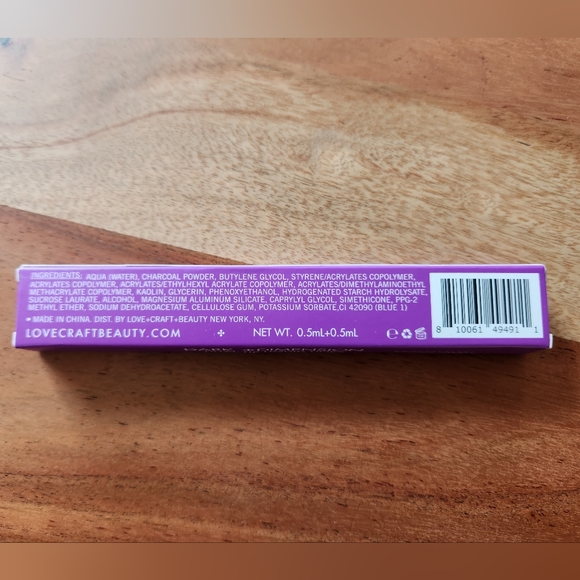 INGREDIENTS: AQUA (WATER), CHARCOAL POWDER, BUTYLENE GLYCOL, STYRENE/ACRYLATES COPOLYMER,
ACRYLATES COPOLYMER, ACRYLATES/ETHYLHEXYL ACRYLATE COPOLYMER, ACRYLATES/DIMETHYLAMINOETHYL
METHACRYLATE COPOLYMER, KAOLIN, GLYCERIN, PHENOXYETHANOL, HYDROGENATED STARCH HYDROLYSATE,
SUCROSE LAURATE, ALCOHOL, MAGNESIUM ALUMINUM SILICATE, CAPRYLYL GLYCOL, SIMETHICONE, PPG-2
METHYL ETHER, SODIUM DEHYDROACETATE, CELLULOSE GUM, POTASSIUM SORBATE,CI 42090 (BLUE 1)
MADE IN CHINA. DIST. BY LOVE+CRAFT+BEAUTY NEW YORK, NY.
LOVECRAFTBEAUTY.COM NET WT. 0.5mL+0.5mL
8 10061 49491 1